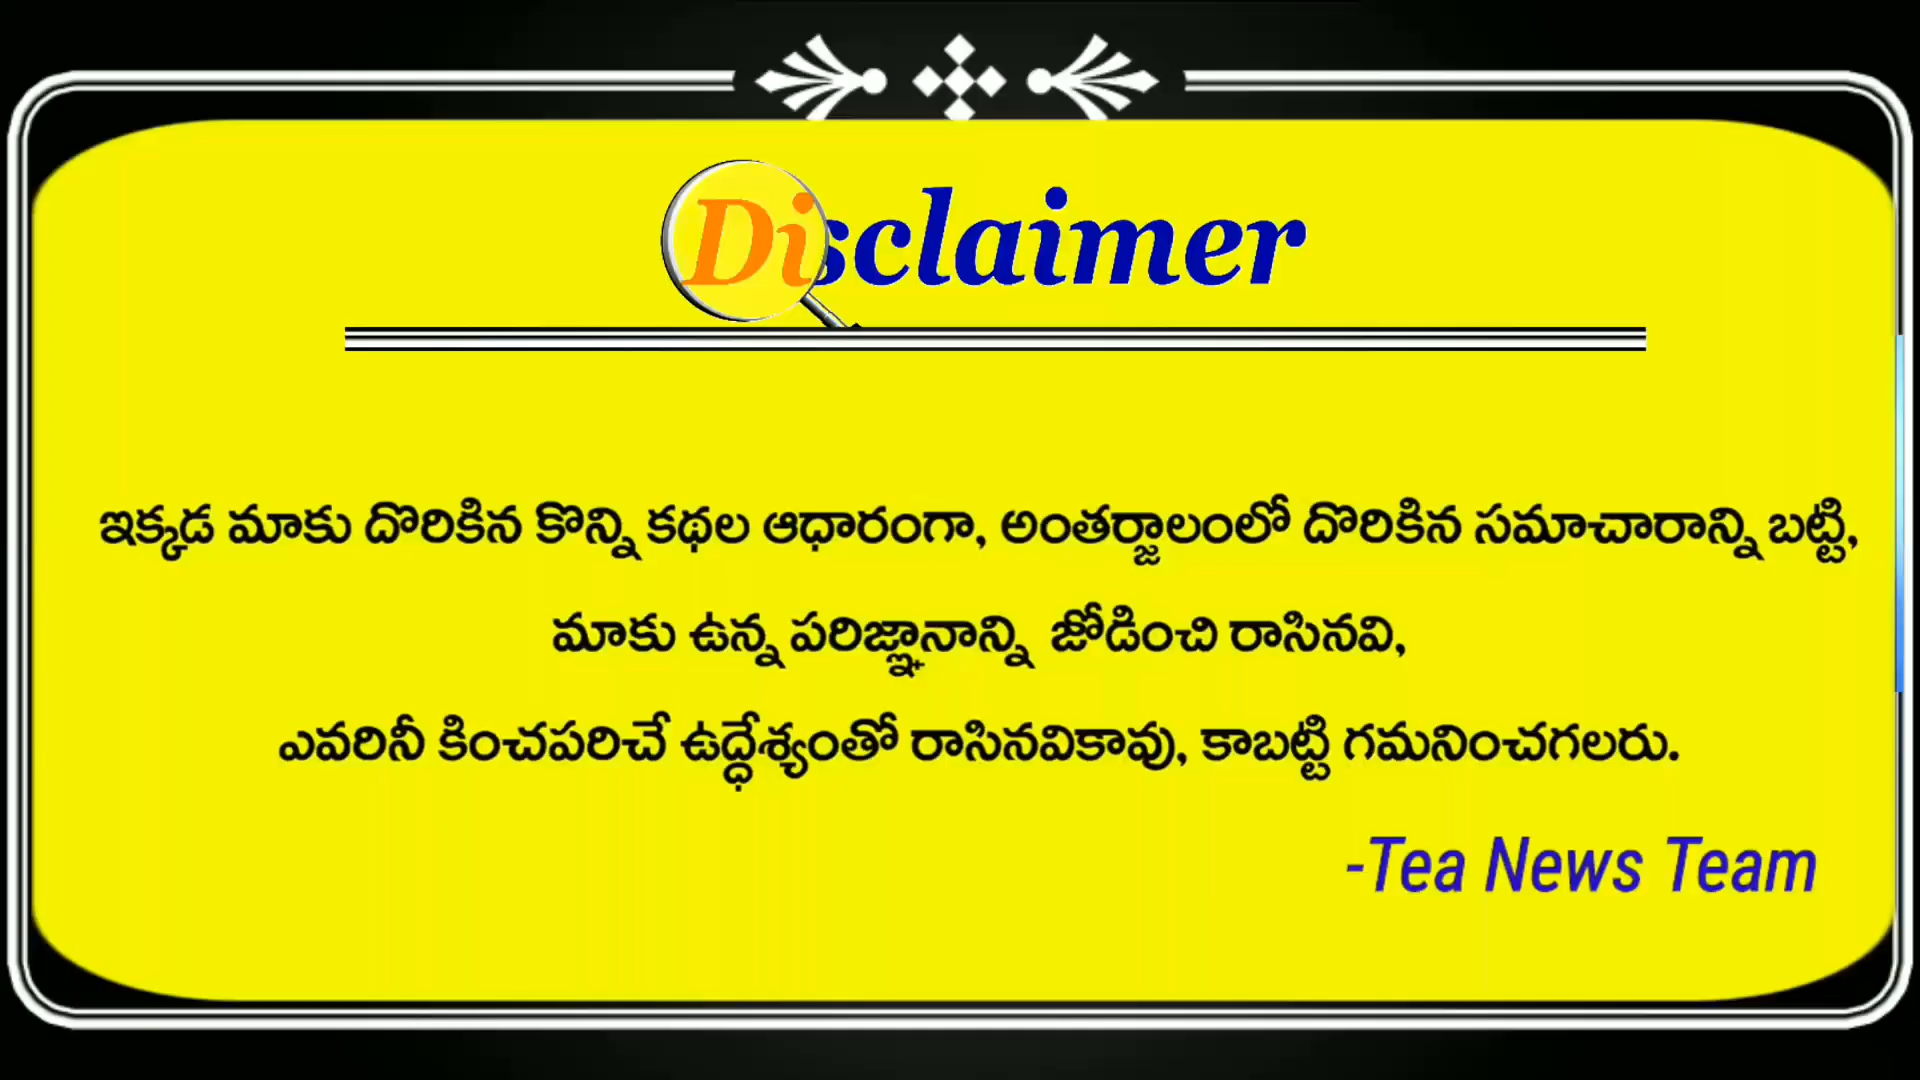 Disclaimer
ఇక్కడ మాకు దొరికిన కొన్ని కథల ఆధారంగా, అంతర్జాలంలో దొరికిన సమాచారాన్ని బట్టి,
మాకు ఉన్న పరిజ్ఞానాన్ని జోడించి రాసినవి,
ఎవరినీ కించపరిచే ఉద్ధేశ్యంతో రాసినవికావు, కాబట్టి గమనించగలరు.
-Tea News Team